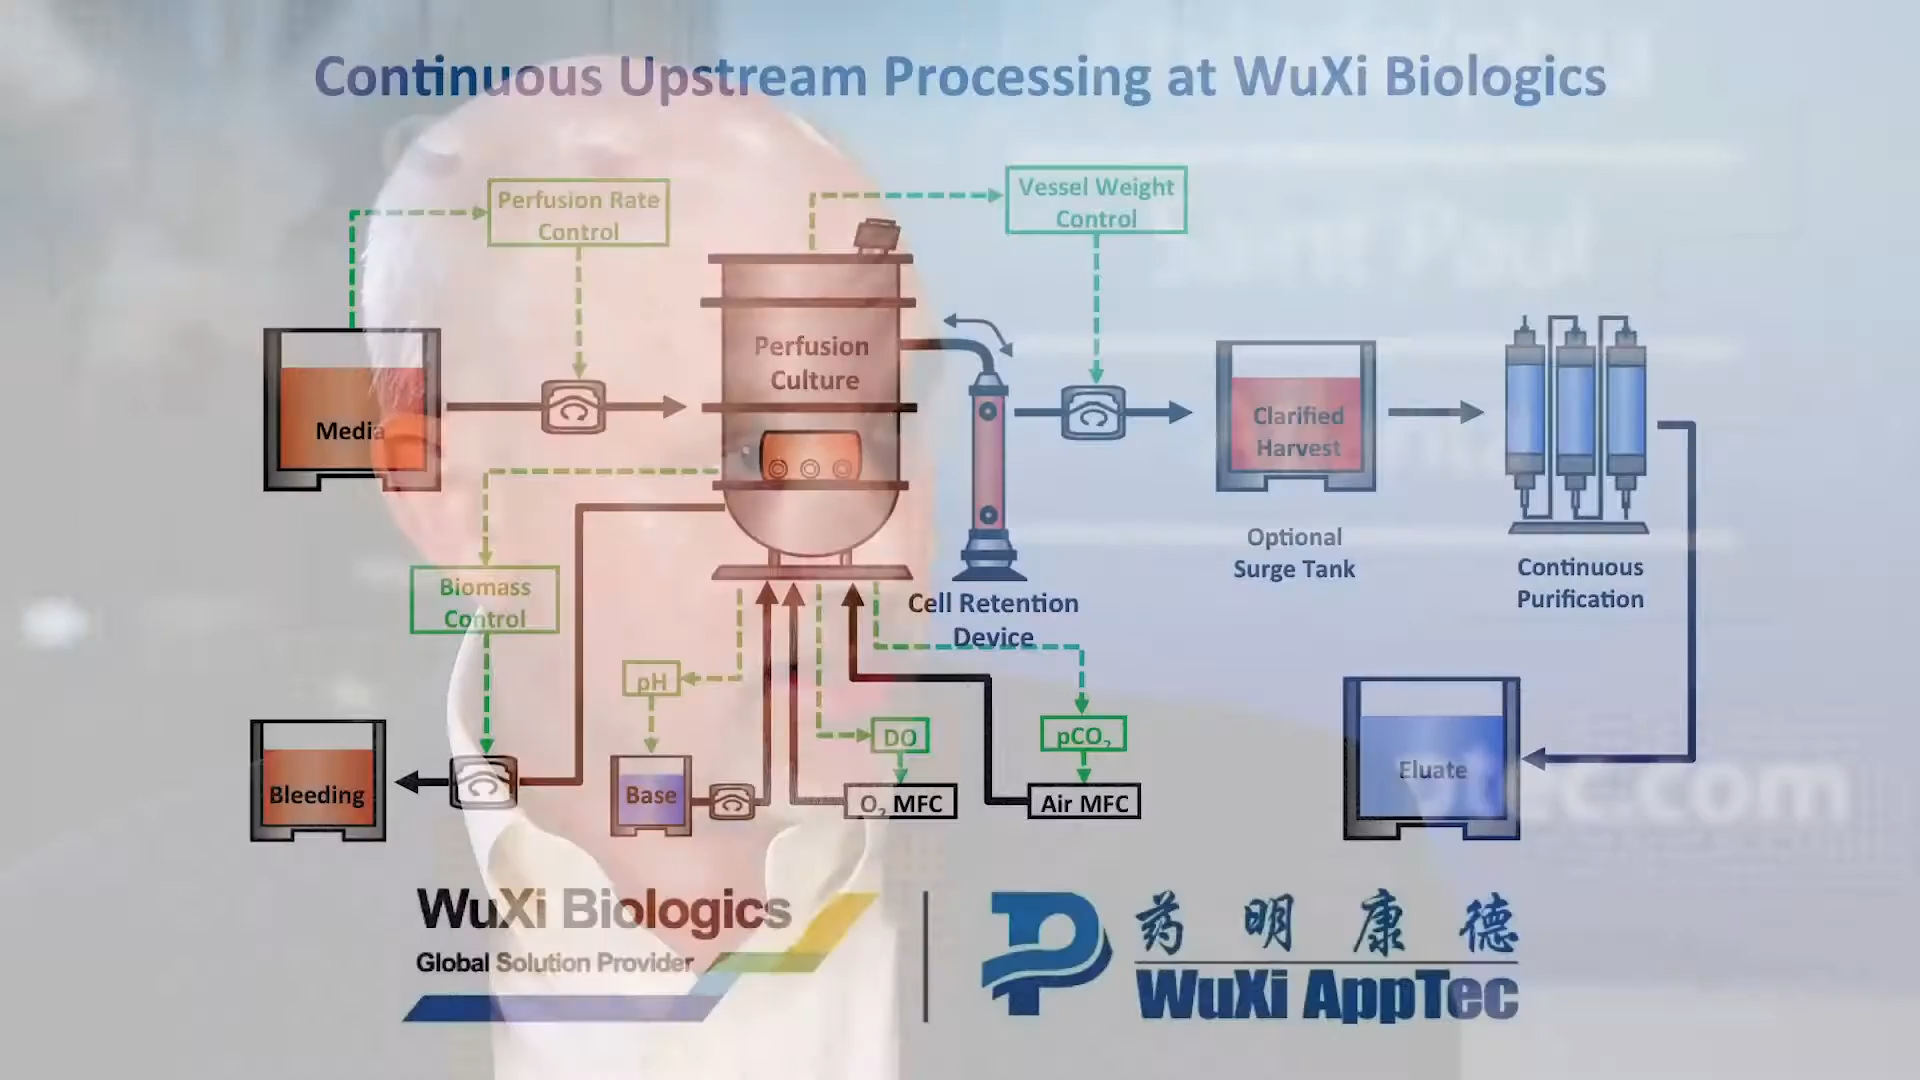 Continuous Upstream Processing at WuXi Biologics
Perfusion Rate
Control
Vessel Weight
Control
Perfusion
Culture
Media
Clarified
Harvest
Optional
Surge Tank
Continuous
Purification
Biomass
Control
Cell Retention
Device
pH
DO
pCO₂
Bleeding
Base
O₂ MFC
Air MFC
Eluate
ptec.com
WuXi Biologics
Global Solution Provider
药明康德
WuXi AppTec